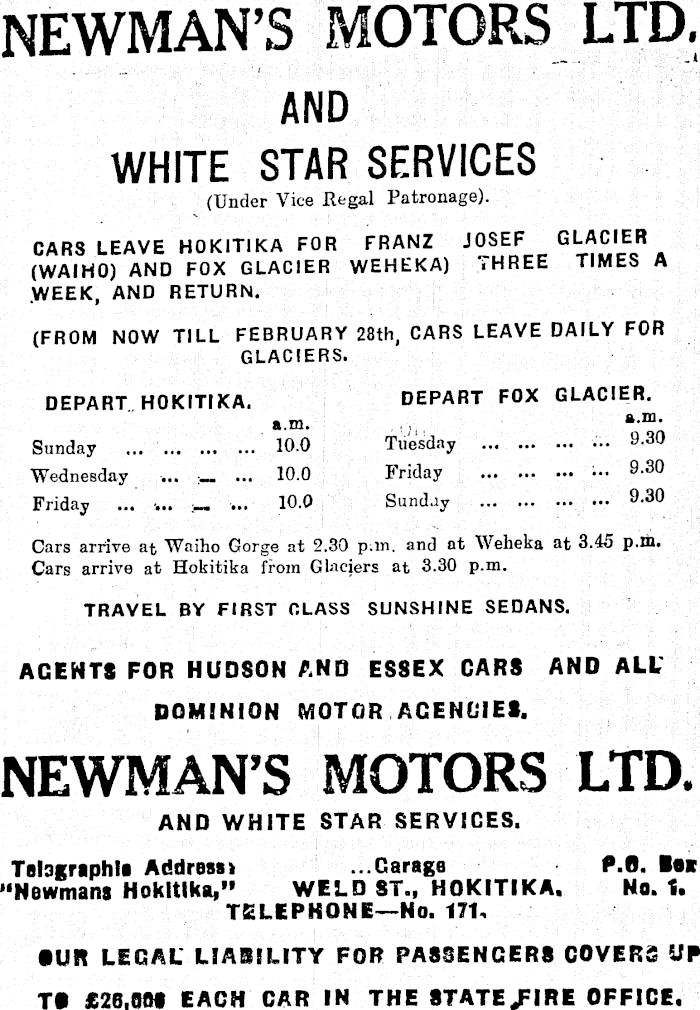 NEWMAN'S MOTORS LTD.
AND
WHITE STAR SERVICES
(Under Vice Regal Patronage).
CARS LEAVE HOKITIKA FOR FRANZ JOSEF GLACIER
(WAIHO) AND FOX GLACIER WEHEKA) THREE TIMES A
WEEK, AND RETURN.
(FROM NOW TILL FEBRUARY 28th, CARS LEAVE DAILY FOR
GLACIERS.
DEPART HOKITIKA.
a.m.
Sunday ... ... ... ... 10.0
Wednesday ... ... ... 10.0
Friday ... ... ... ... 10.0
DEPART FOX GLACIER.
a.m.
Tuesday ... ... ... ... 9.30
Friday ... ... ... ... 9.30
Sunday ... ... ... ... 9.30
Cars arrive at Waiho Gorge at 2.30 p.m. and at Weheka at 3.45 p.m.
Cars arrive at Hokitika from Glaciers at 3.30 p.m.
TRAVEL BY FIRST CLASS SUNSHINE SEDANS.
AGENTS FOR HUDSON AND ESSEX CARS AND ALL
DOMINION MOTOR AGENCIES.
NEWMAN'S MOTORS LTD.
AND WHITE STAR SERVICES.
Telegraphic Address: ...Garage P.O. Box
"Newmans Hokitika," WELD ST., HOKITIKA. No. 1.
TELEPHONE—No. 171.
OUR LEGAL LIABILITY FOR PASSENGERS COVERS UP
TO £26,000 EACH CAR IN THE STATE FIRE OFFICE.